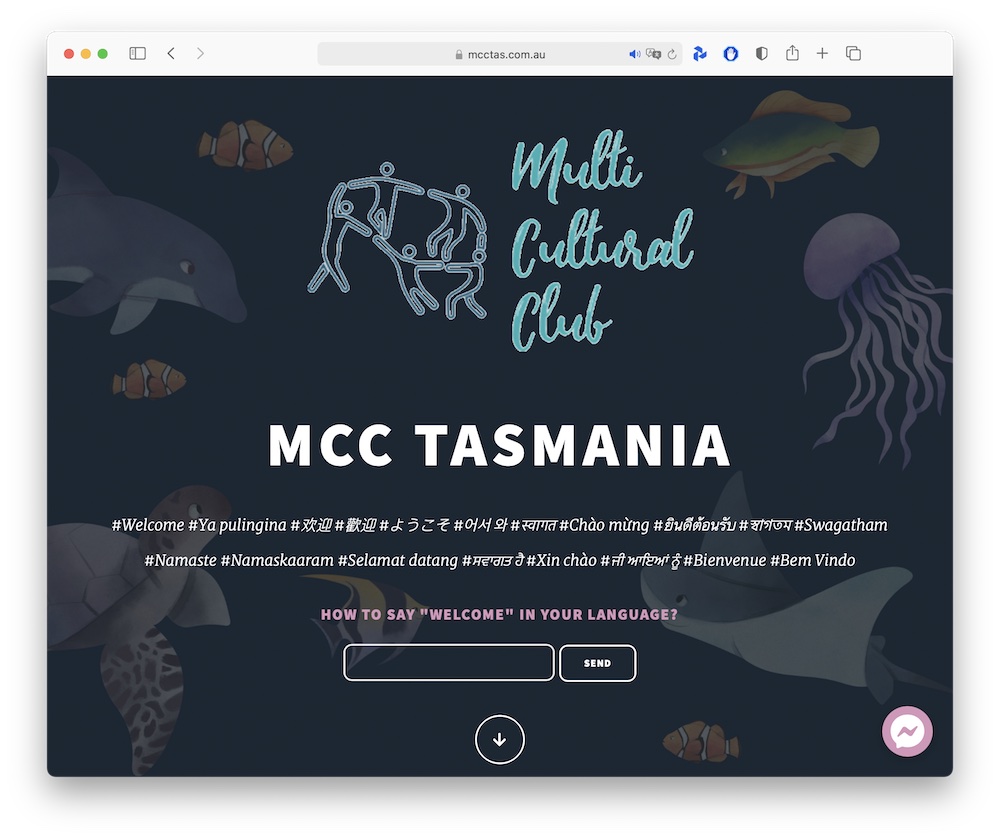 mcctas.com.au
Multi
Cultural
Club
MCC TASMANIA
#Welcome #Ya pulingina #欢迎 #歡迎 #ようこそ #어서 와 #स्वागत #Chào mừng #ยินดีต้อนรับ #স্বাগতম #Swagatham
#Namaste #Namaskaaram #Selamat datang #ਸਵਾਗਤ ਹੈ #Xin chào #ਜੀ ਆਇਆਂ ਨੂੰ #Bienvenue #Bem Vindo
HOW TO SAY "WELCOME" IN YOUR LANGUAGE?
SEND